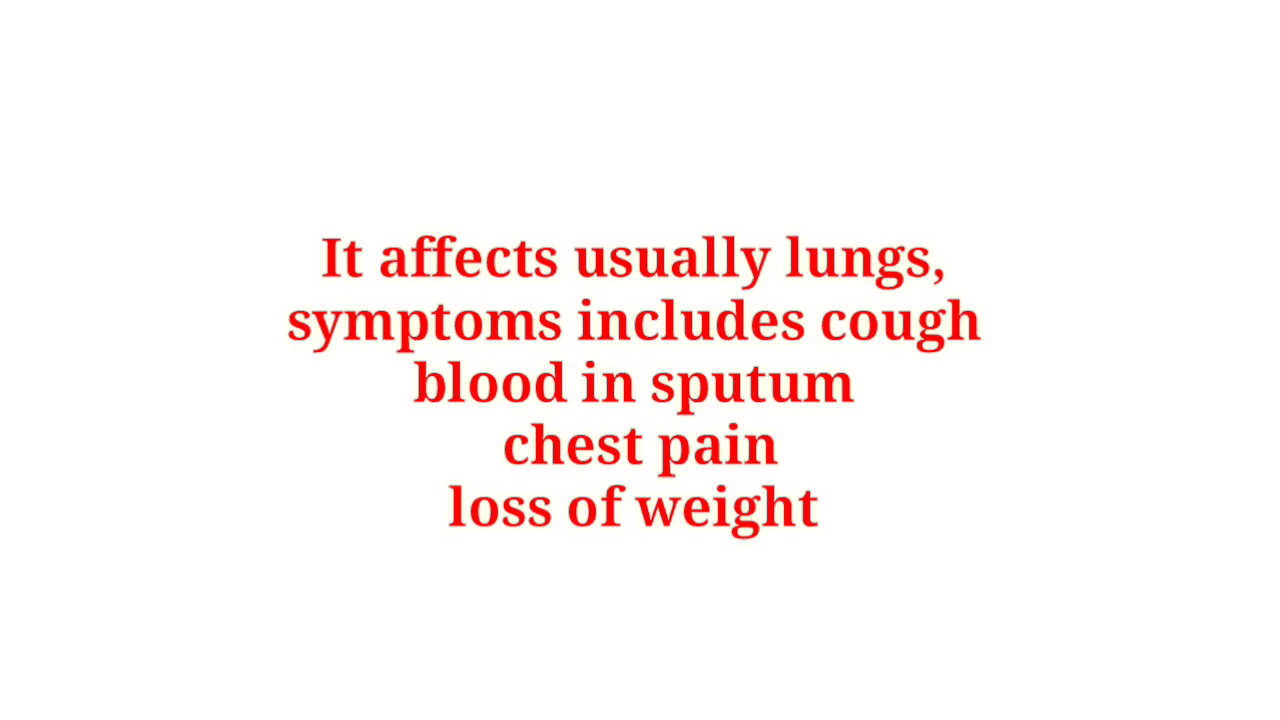 It affects usually lungs,
symptoms includes cough
blood in sputum
chest pain
loss of weight